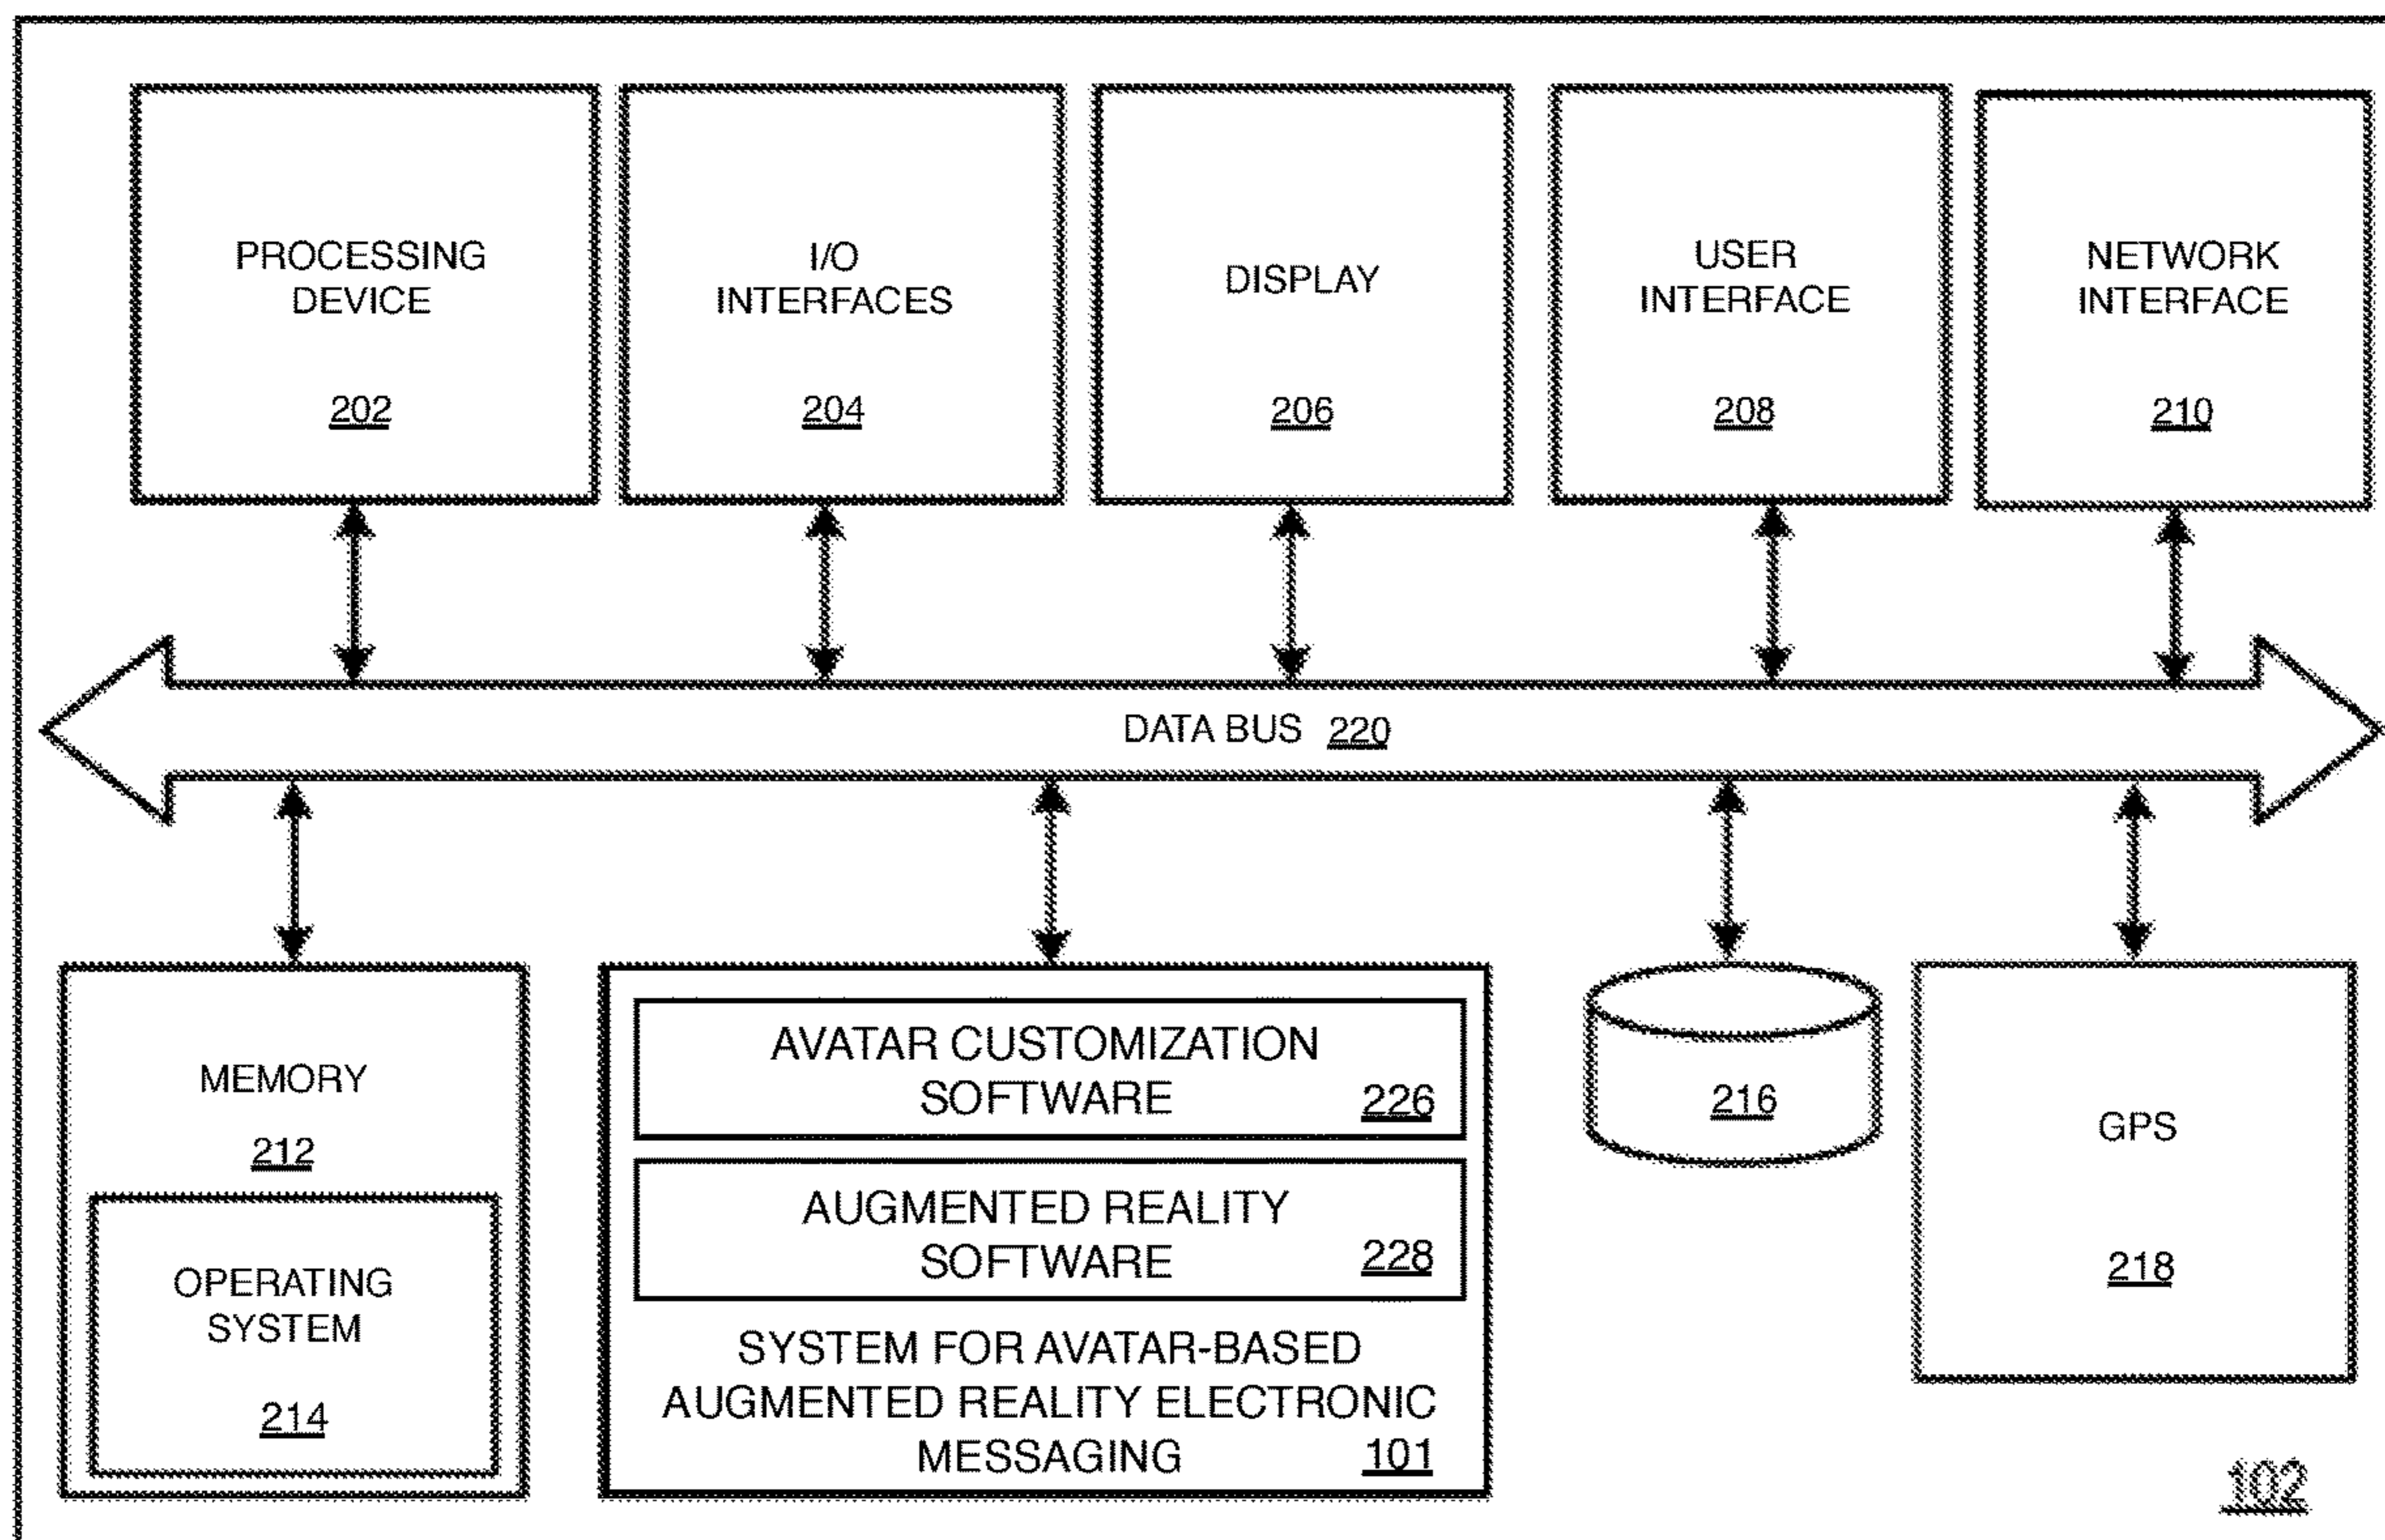 PROCESSING
DEVICE
202
I/O
INTERFACES
204
DISPLAY
206
USER
INTERFACE
208
NETWORK
INTERFACE
210
DATA BUS 220
MEMORY
212
OPERATING
SYSTEM
214
AVATAR CUSTOMIZATION
SOFTWARE 226
AUGMENTED REALITY
SOFTWARE 228
SYSTEM FOR AVATAR-BASED
AUGMENTED REALITY ELECTRONIC
MESSAGING 101
216
GPS
218
102